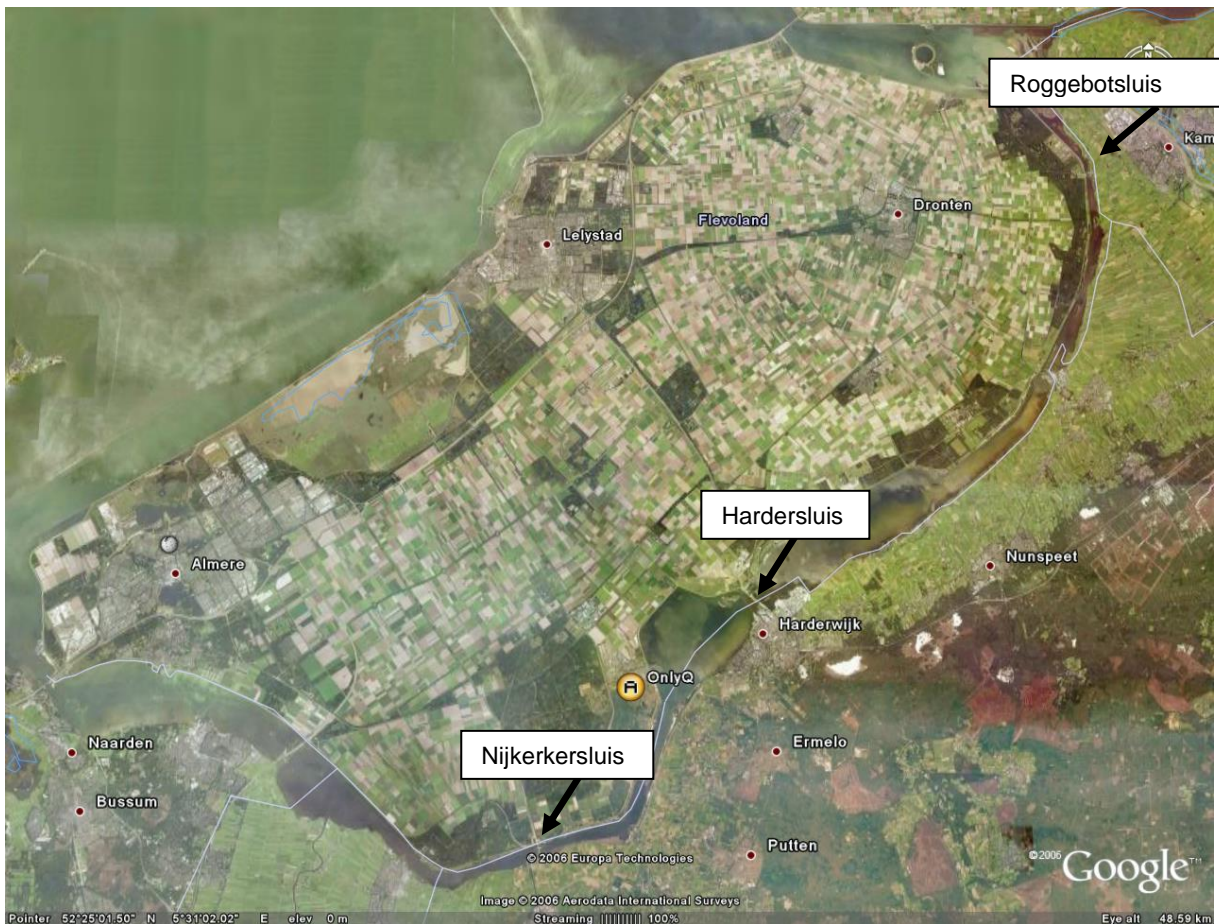 Roggebotsluis
Kam
Dronten
Flevoland
Lelystad
Hardersluis
Nunspeet
Almere
Harderwijk
OnlyQ
Naarden
Nijkerkersluis
Ermelo
Bussum
Putten
© 2006 Europa Technologies
©2006 Google™
Image © 2006 Aerodata International Surveys
Pointer 52°25'01.50" N 5°31'02.02" E elev 0 m Streaming |||||||||| 100% Eye alt 48.59 km